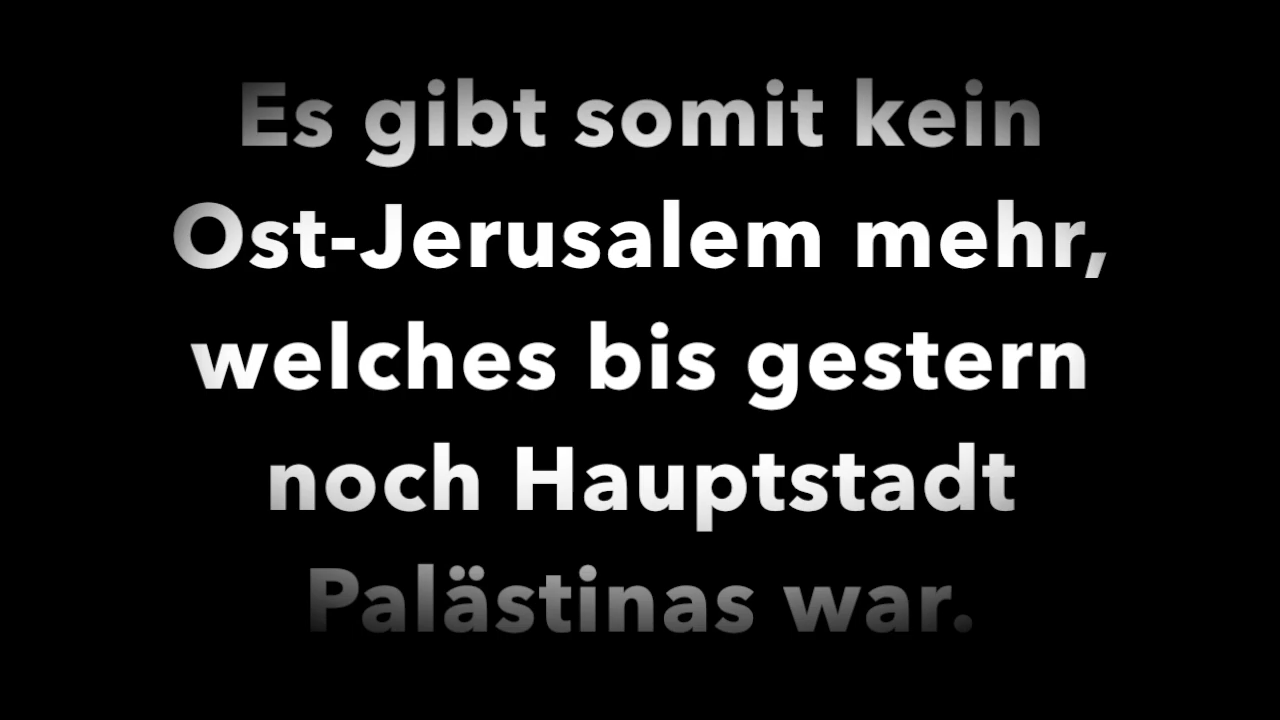 Es gibt somit kein
Ost-Jerusalem mehr,
welches bis gestern
noch Hauptstadt
Palästinas war.